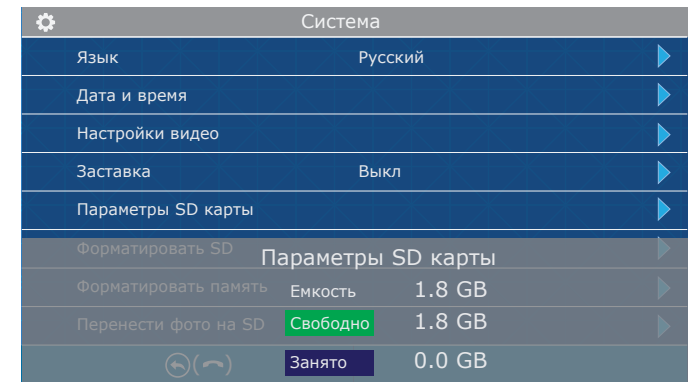 Система
Язык Русский
Дата и время
Настройки видео
Заставка Выкл
Параметры SD карты
Форматировать SD
Параметры SD карты
Форматировать память
Емкость 1.8 GB
Перенести фото на SD
Свободно 1.8 GB
Занято 0.0 GB